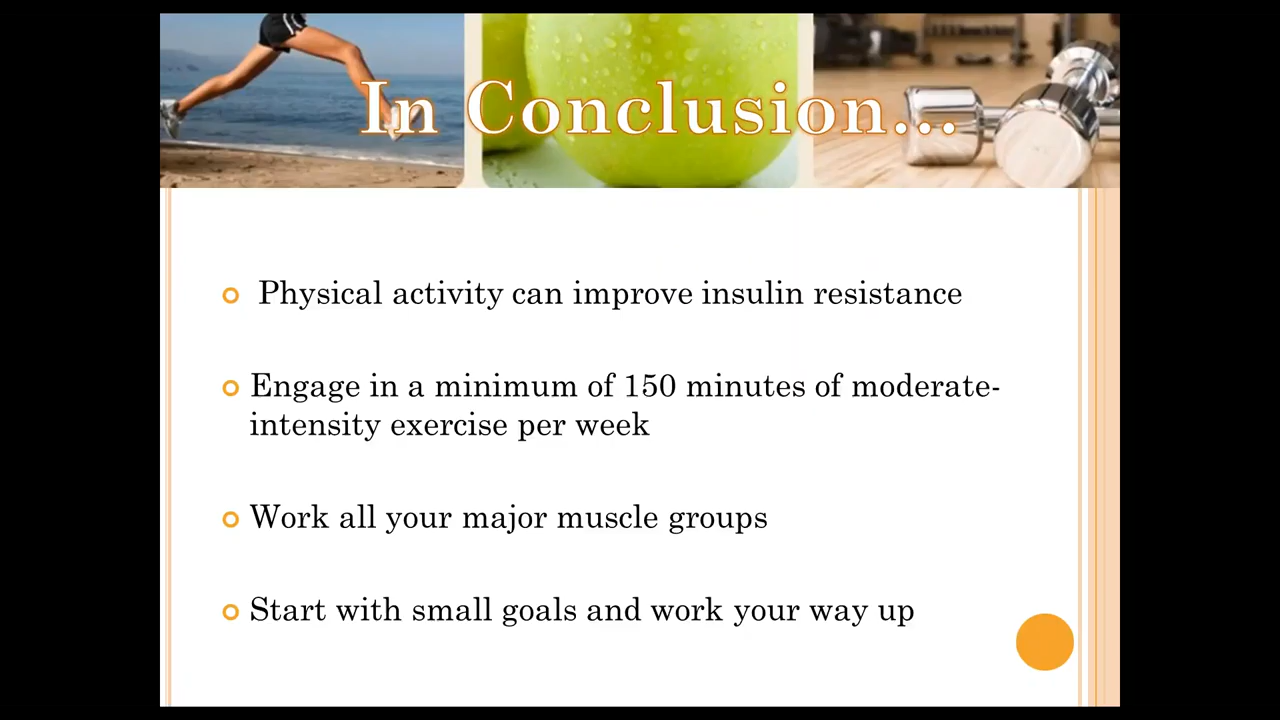 In Conclusion...
Physical activity can improve insulin resistance
Engage in a minimum of 150 minutes of moderate-
intensity exercise per week
Work all your major muscle groups
Start with small goals and work your way up